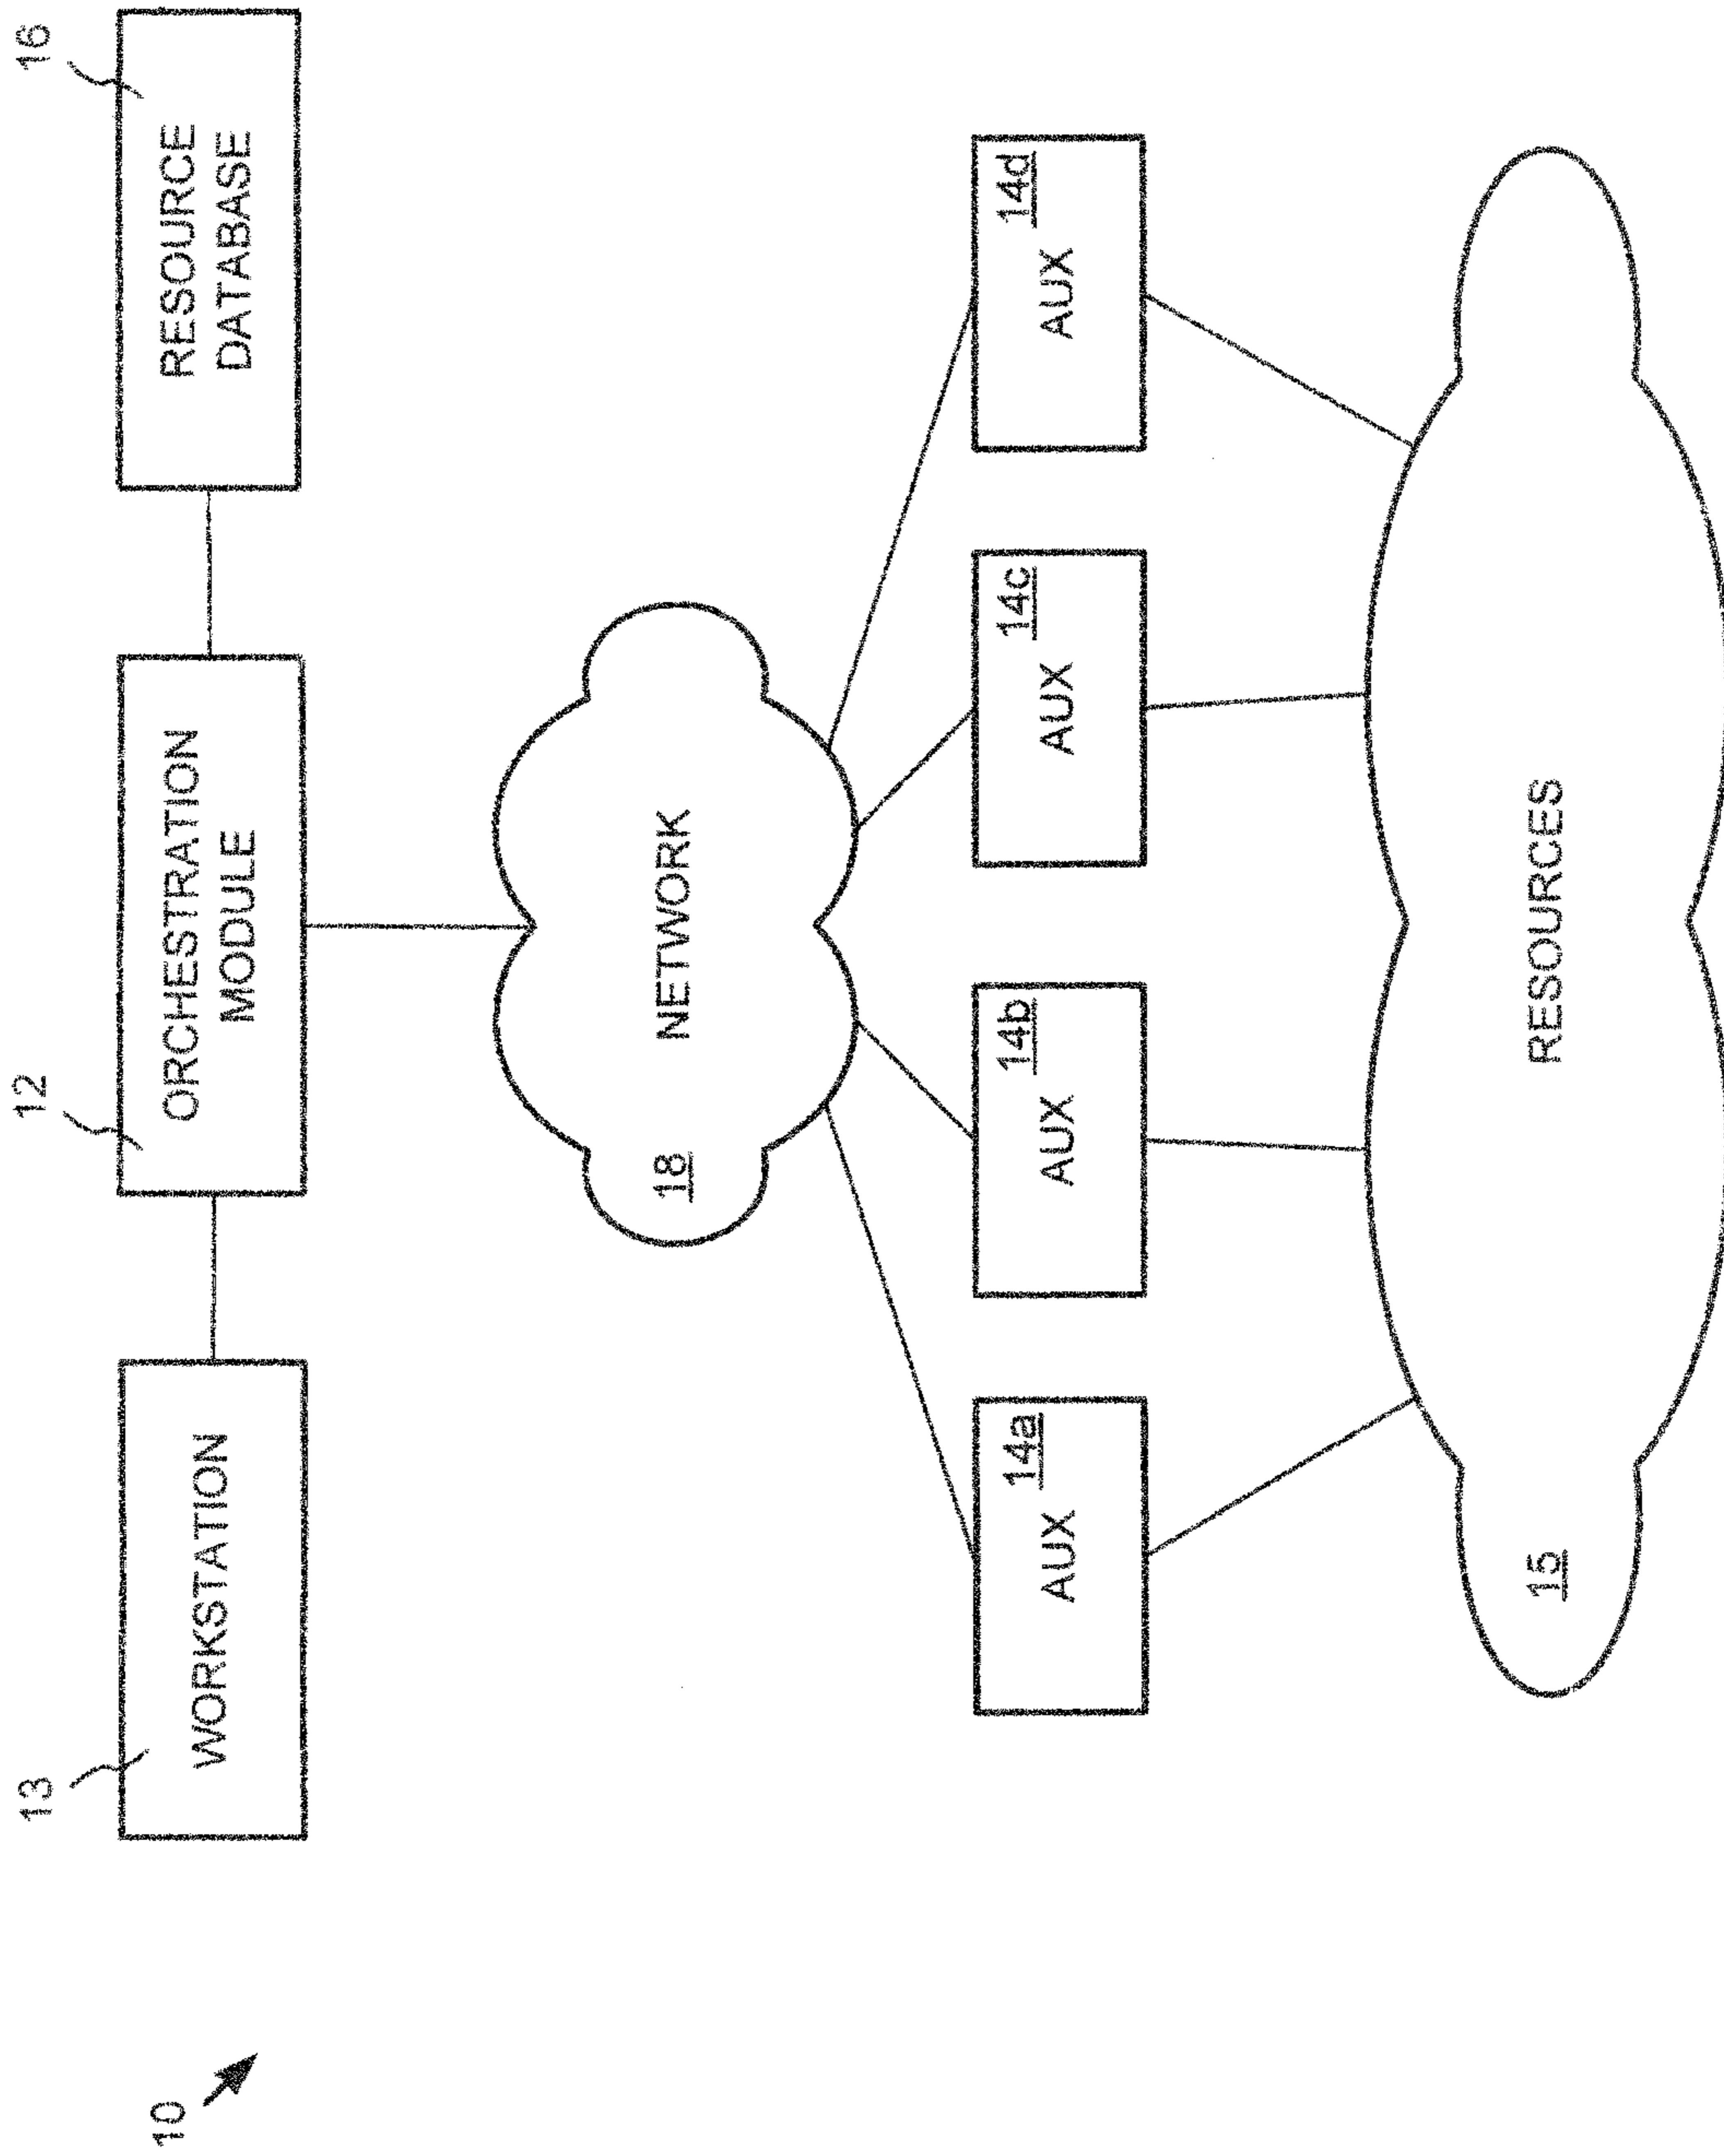 10
13
12
16
WORKSTATION
ORCHESTRATION
MODULE
RESOURCE
DATABASE
18
NETWORK
14a
AUX
14b
AUX
14c
AUX
14d
AUX
15
RESOURCES